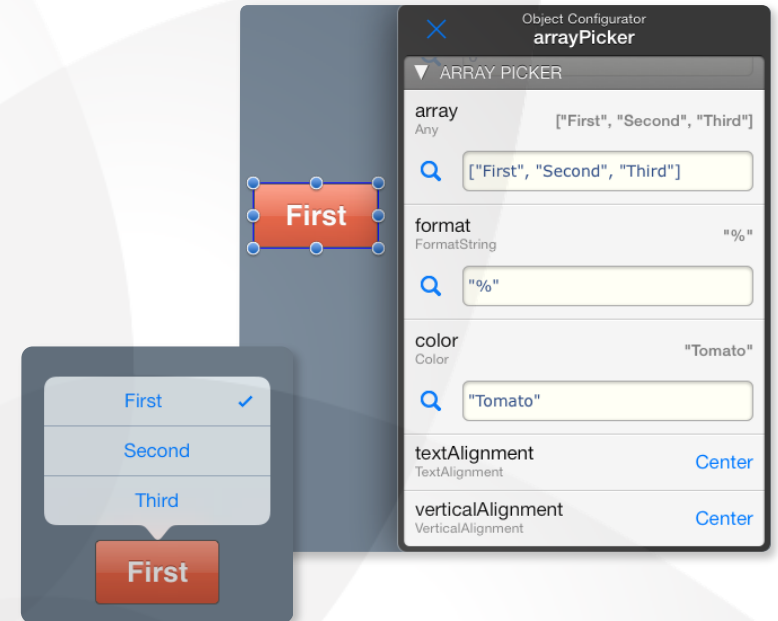 Object Configurator
arrayPicker
ARRAY PICKER
array
Any
["First", "Second", "Third"]
["First", "Second", "Third"]
First
format
FormatString
"%"
"%"
color
Color
"Tomato"
"Tomato"
textAlignment
TextAlignment
Center
verticalAlignment
VerticalAlignment
Center
First
Second
Third
First